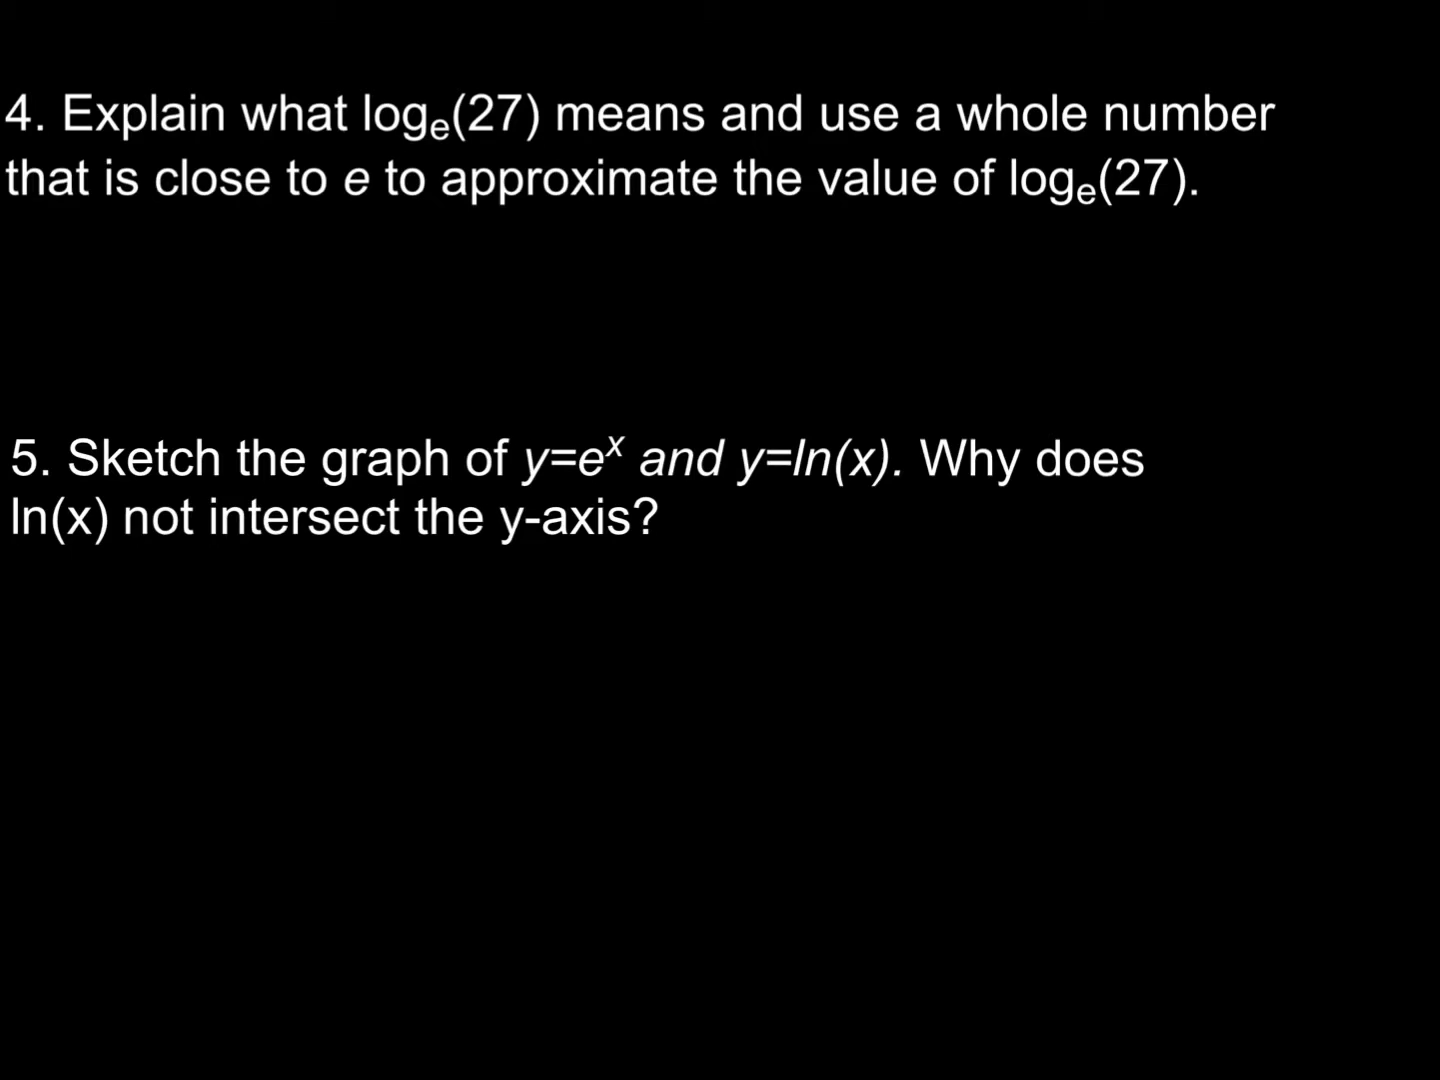 4. Explain what logₑ(27) means and use a whole number
that is close to e to approximate the value of logₑ(27).
5. Sketch the graph of y=eˣ and y=ln(x). Why does
ln(x) not intersect the y-axis?